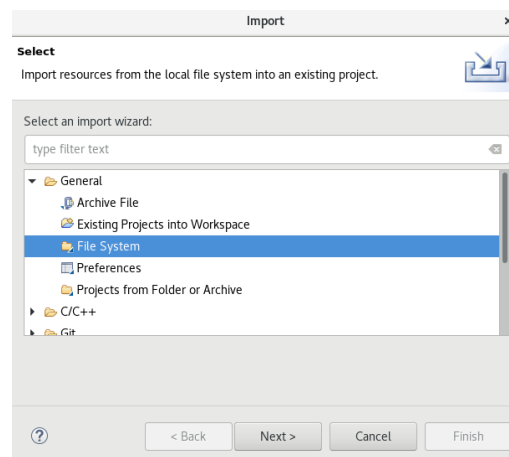 Import
Select
Import resources from the local file system into an existing project.
Select an import wizard:
type filter text
General
Archive File
Existing Projects into Workspace
File System
Preferences
Projects from Folder or Archive
C/C++
Git
?
< Back Next > Cancel Finish